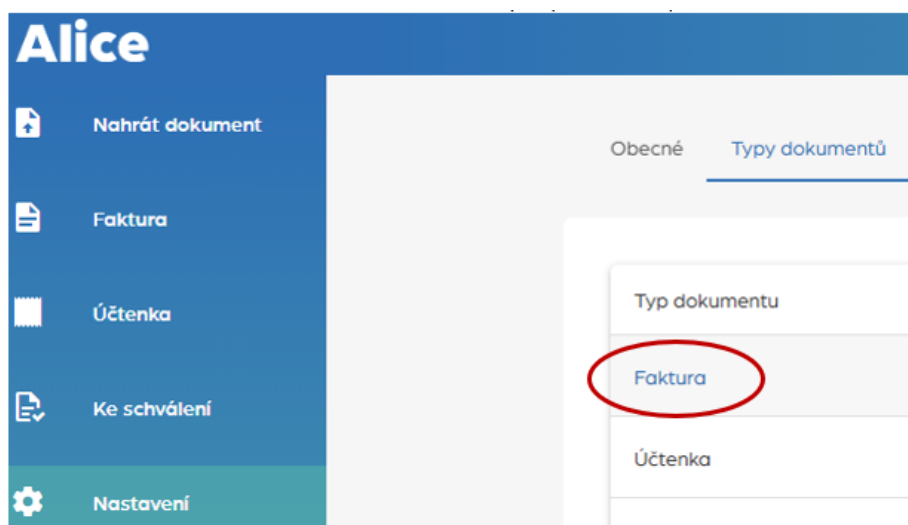 Alice
Nahrát dokument
Faktura
Účtenka
Ke schválení
Nastavení
Obecné Typy dokumentů
Typ dokumentu
Faktura
Účtenka